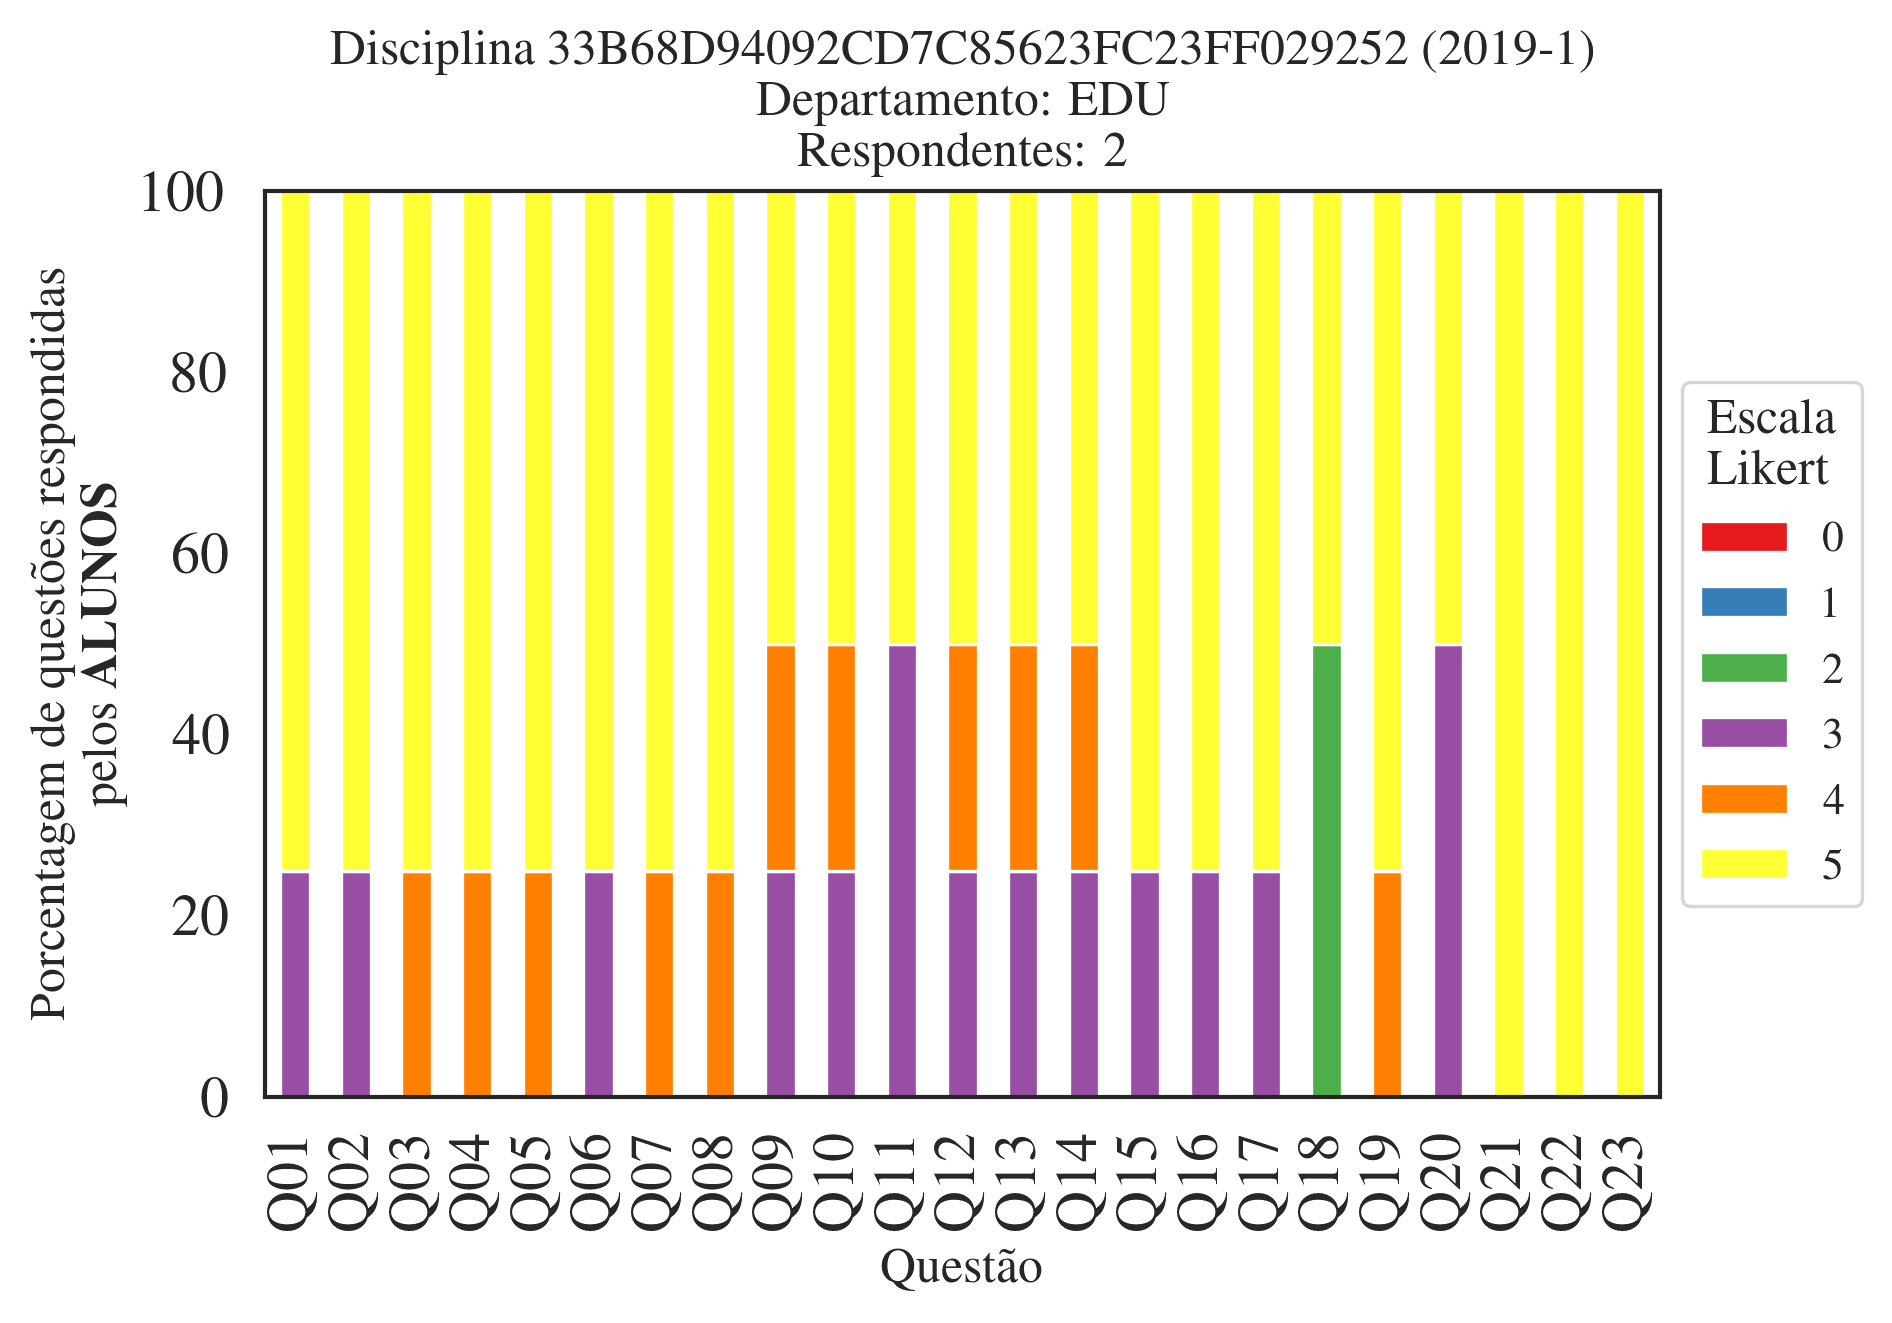 Disciplina 33B68D94092CD7C85623FC23FF029252 (2019-1)
Departamento: EDU
Respondentes: 2
Porcentagem de questões respondidas
pelos ALUNOS
100
80
60
40
20
0
Q01
Q02
Q03
Q04
Q05
Q06
Q07
Q08
Q09
Q10
Q11
Q12
Q13
Q14
Q15
Q16
Q17
Q18
Q19
Q20
Q21
Q22
Q23
Questão
Escala
Likert
0
1
2
3
4
5